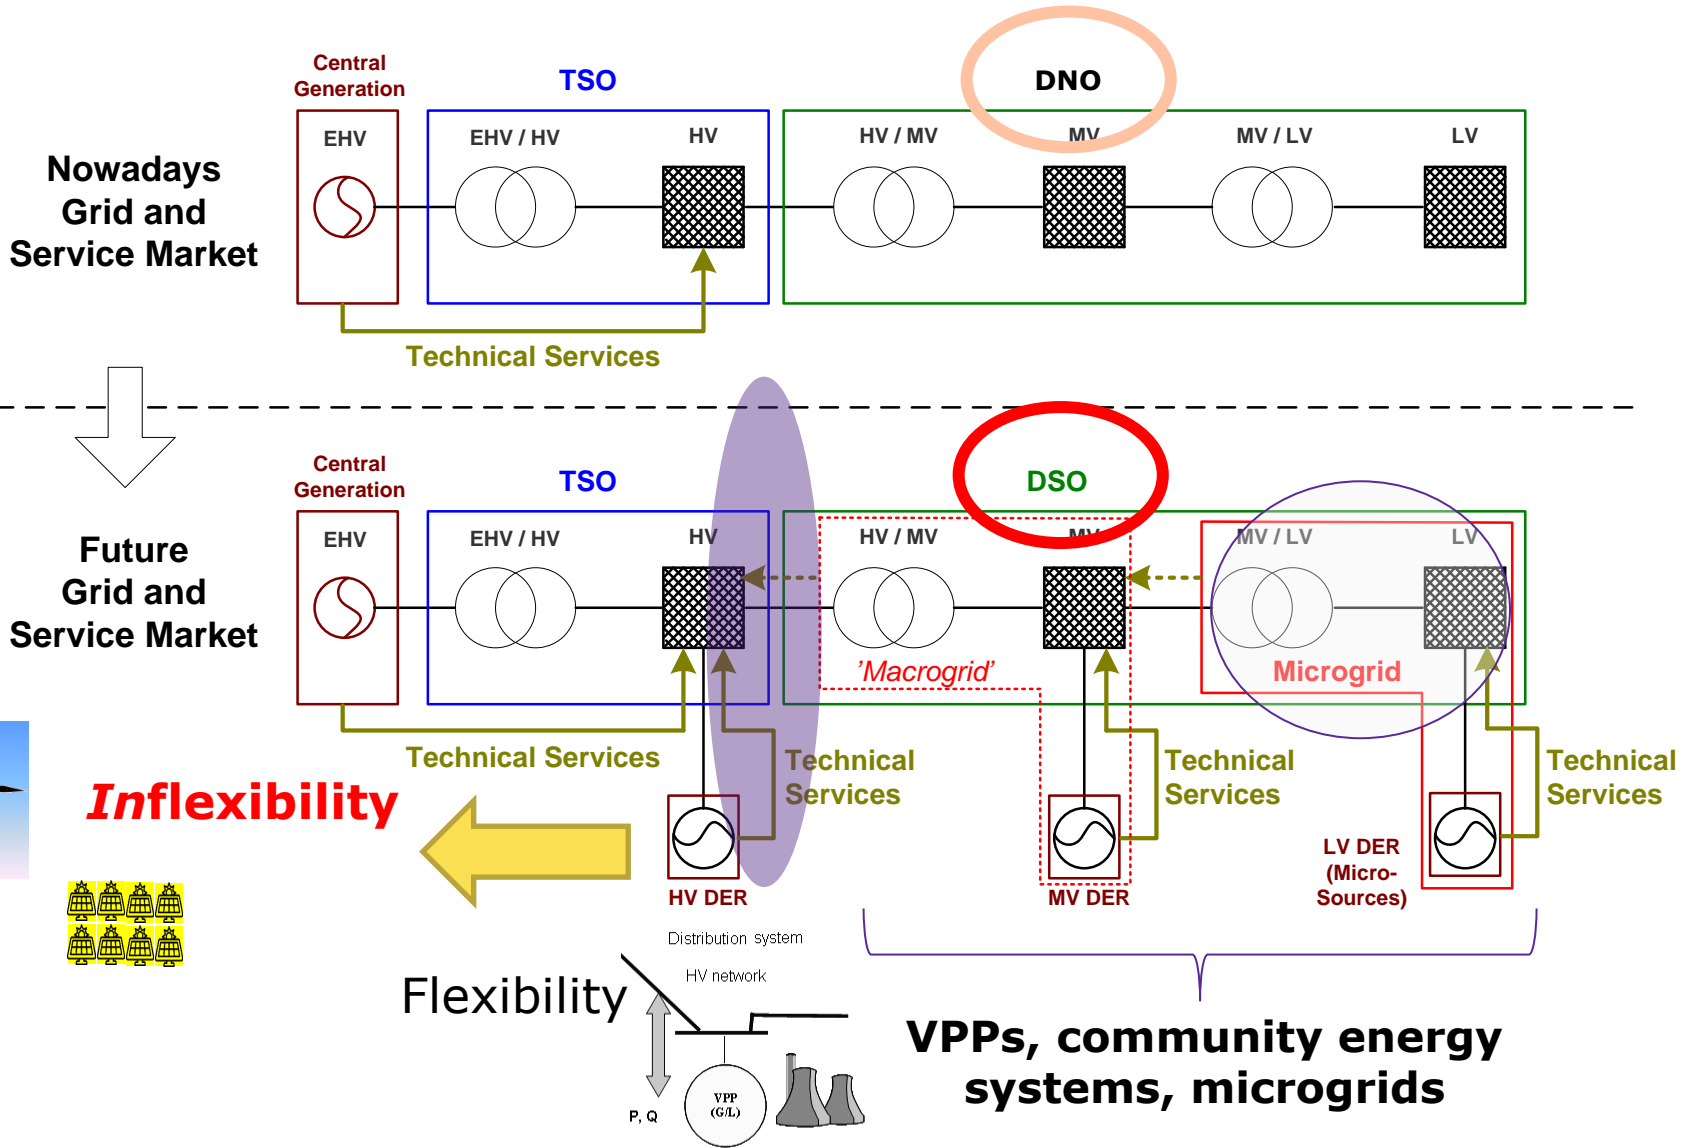 Central
Generation
TSO
DNO
EHV
EHV / HV
HV
HV / MV
MV
MV / LV
LV
Nowadays
Grid and
Service Market
Technical Services
Central
Generation
TSO
DSO
EHV
EHV / HV
HV
HV / MV
MV
MV / LV
LV
Future
Grid and
Service Market
'Macrogrid'
Microgrid
Technical Services
Technical
Services
Technical
Services
Technical
Services
Inflexibility
HV DER
MV DER
LV DER
(Micro-
Sources)
Distribution system
HV network
Flexibility
P, Q
VPP
(G/L)
VPPs, community energy
systems, microgrids